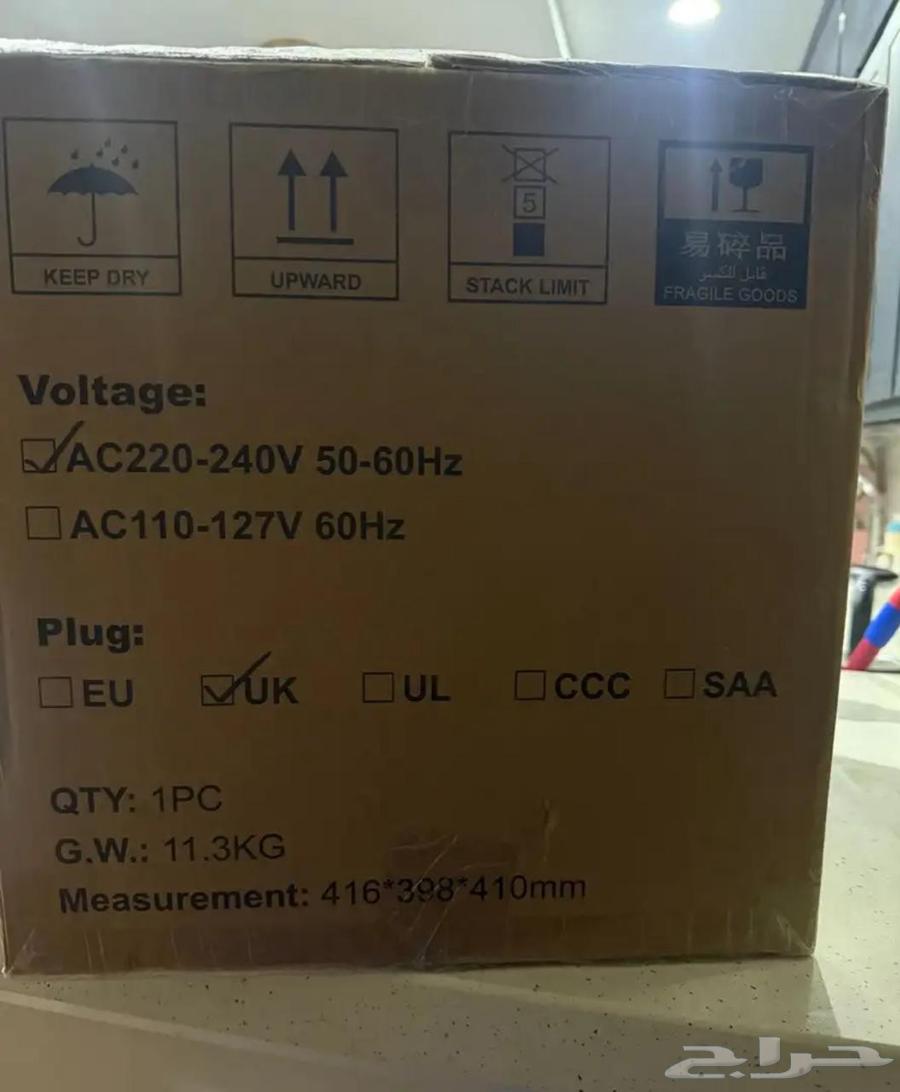 KEEP DRY
UPWARD
5
STACK LIMIT
易碎品
قابل للكسر
FRAGILE GOODS
Voltage:
AC220-240V 50-60Hz
AC110-127V 60Hz
Plug:
EU UK UL CCC SAA
QTY: 1PC
G.W.: 11.3KG
Measurement: 416*398*410mm
حراج